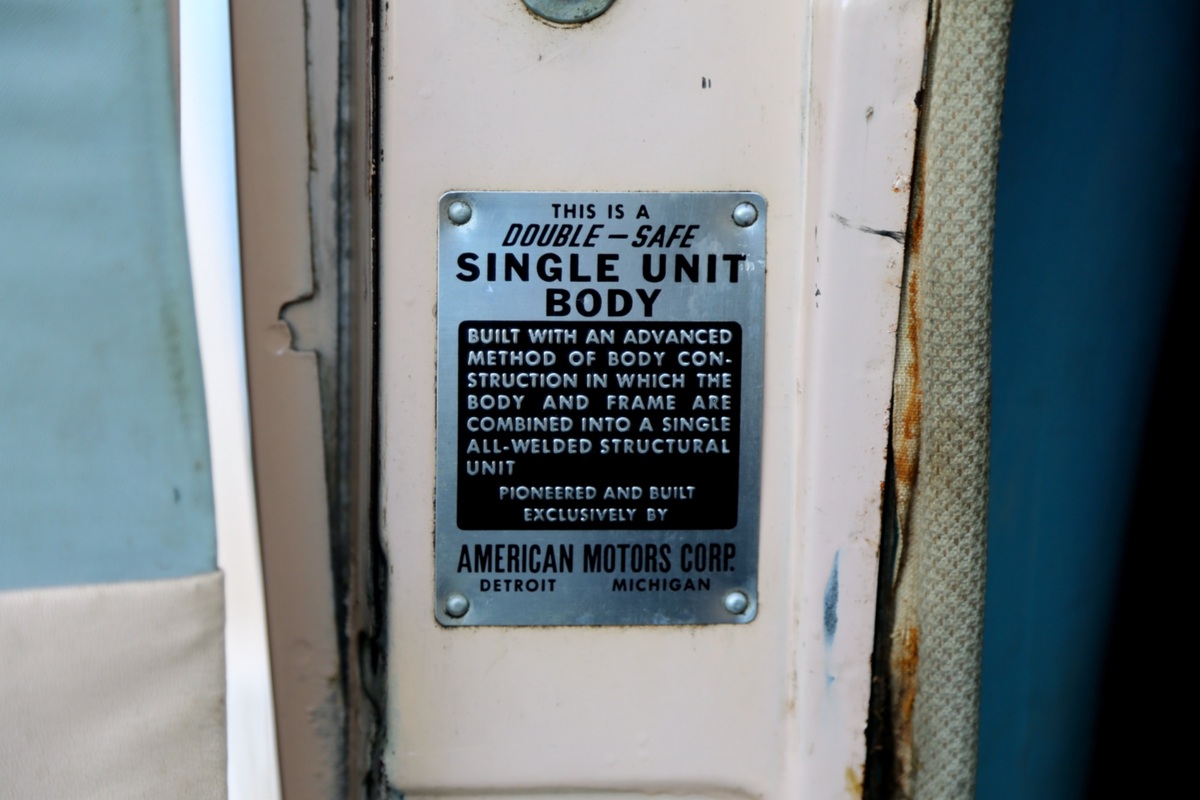 THIS IS A
DOUBLE-SAFE
SINGLE UNIT
BODY
BUILT WITH AN ADVANCED
METHOD OF BODY CON-
STRUCTION IN WHICH THE
BODY AND FRAME ARE
COMBINED INTO A SINGLE
ALL-WELDED STRUCTURAL
UNIT
PIONEERED AND BUILT
EXCLUSIVELY BY
AMERICAN MOTORS CORP.
DETROIT MICHIGAN